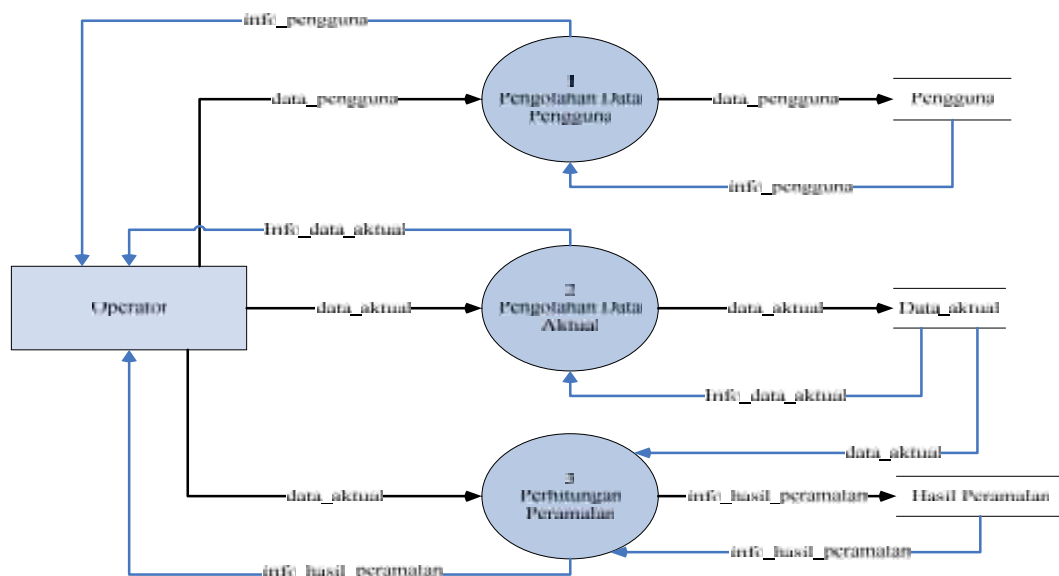 info_pengguna
1
Pengolahan Data
Pengguna
data_pengguna
data_pengguna
Pengguna
info_pengguna
Info_data_aktual
Operator
data_aktual
2
Pengolahan Data
Aktual
data_aktual
Data_aktual
Info_data_aktual
data_aktual
3
Perhitungan
Peramalan
data_aktual
info_hasil_peramalan
Hasil Peramalan
info_hasil_peramalan
info_hasil_peramalan